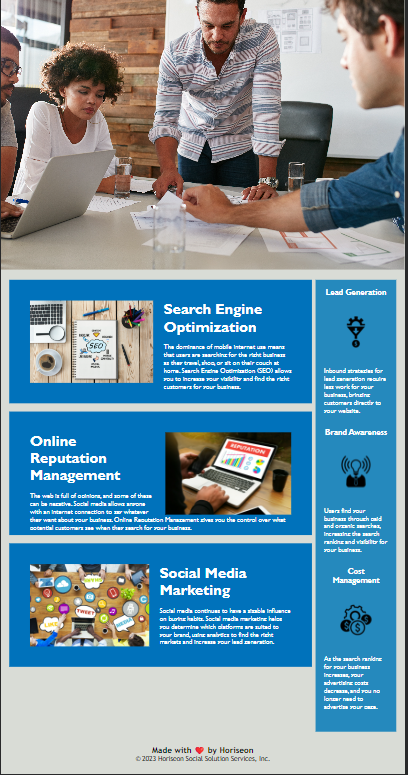 Search Engine
Optimization
The dominance of mobile internet use means
that users are searching for the right business
as they travel, shop, or sit on their couch at
home. Search Engine Optimization (SEO) allows
you to increase your visibility and find the right
customers for your business.
Online
Reputation
Management
The web is full of opinions, and some of these
can be negative. Social media allows anyone
with an internet connection to say whatever
they want about your business. Online Reputation Management gives you the control over what
potential customers see when they search for your business.
Social Media
Marketing
Social media continues to have a sizable influence
on buying habits. Social media marketing helps
you determine which platforms are suited to
your brand, using analytics to find the right
markets and increase your lead generation.
Lead Generation
Inbound strategies for
lead generation require
less work for your
business, bringing
customers directly to
your website.
Brand Awareness
Users find your
business through paid
and organic searches,
increasing the search
ranking and visibility for
your business.
Cost
Management
As the search ranking
for your business
increases, your
advertising costs
decrease, and you no
longer need to
advertise your page.
SEO
REPUTATION
TWEET
LIKE
SHARE
Made with ❤️ by Horiseon
© 2023 Horiseon Social Solution Services, Inc.